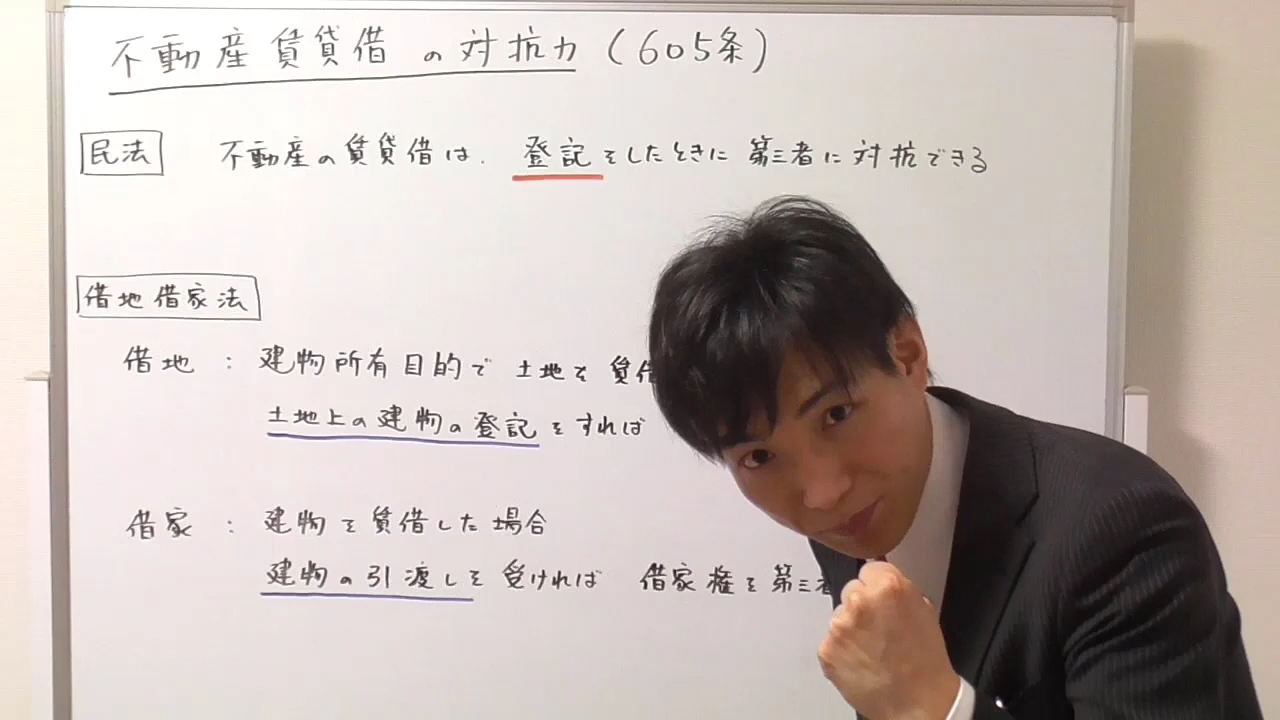 不動産賃貸借の対抗力(605条)
民法 不動産の賃貸借は、登記をしたときに第三者に対抗できる
借地借家法
借地：建物所有目的で土地を賃借
土地上の建物の登記をすれば
借家：建物を賃借した場合
建物の引渡しを受ければ 借家権を第三者